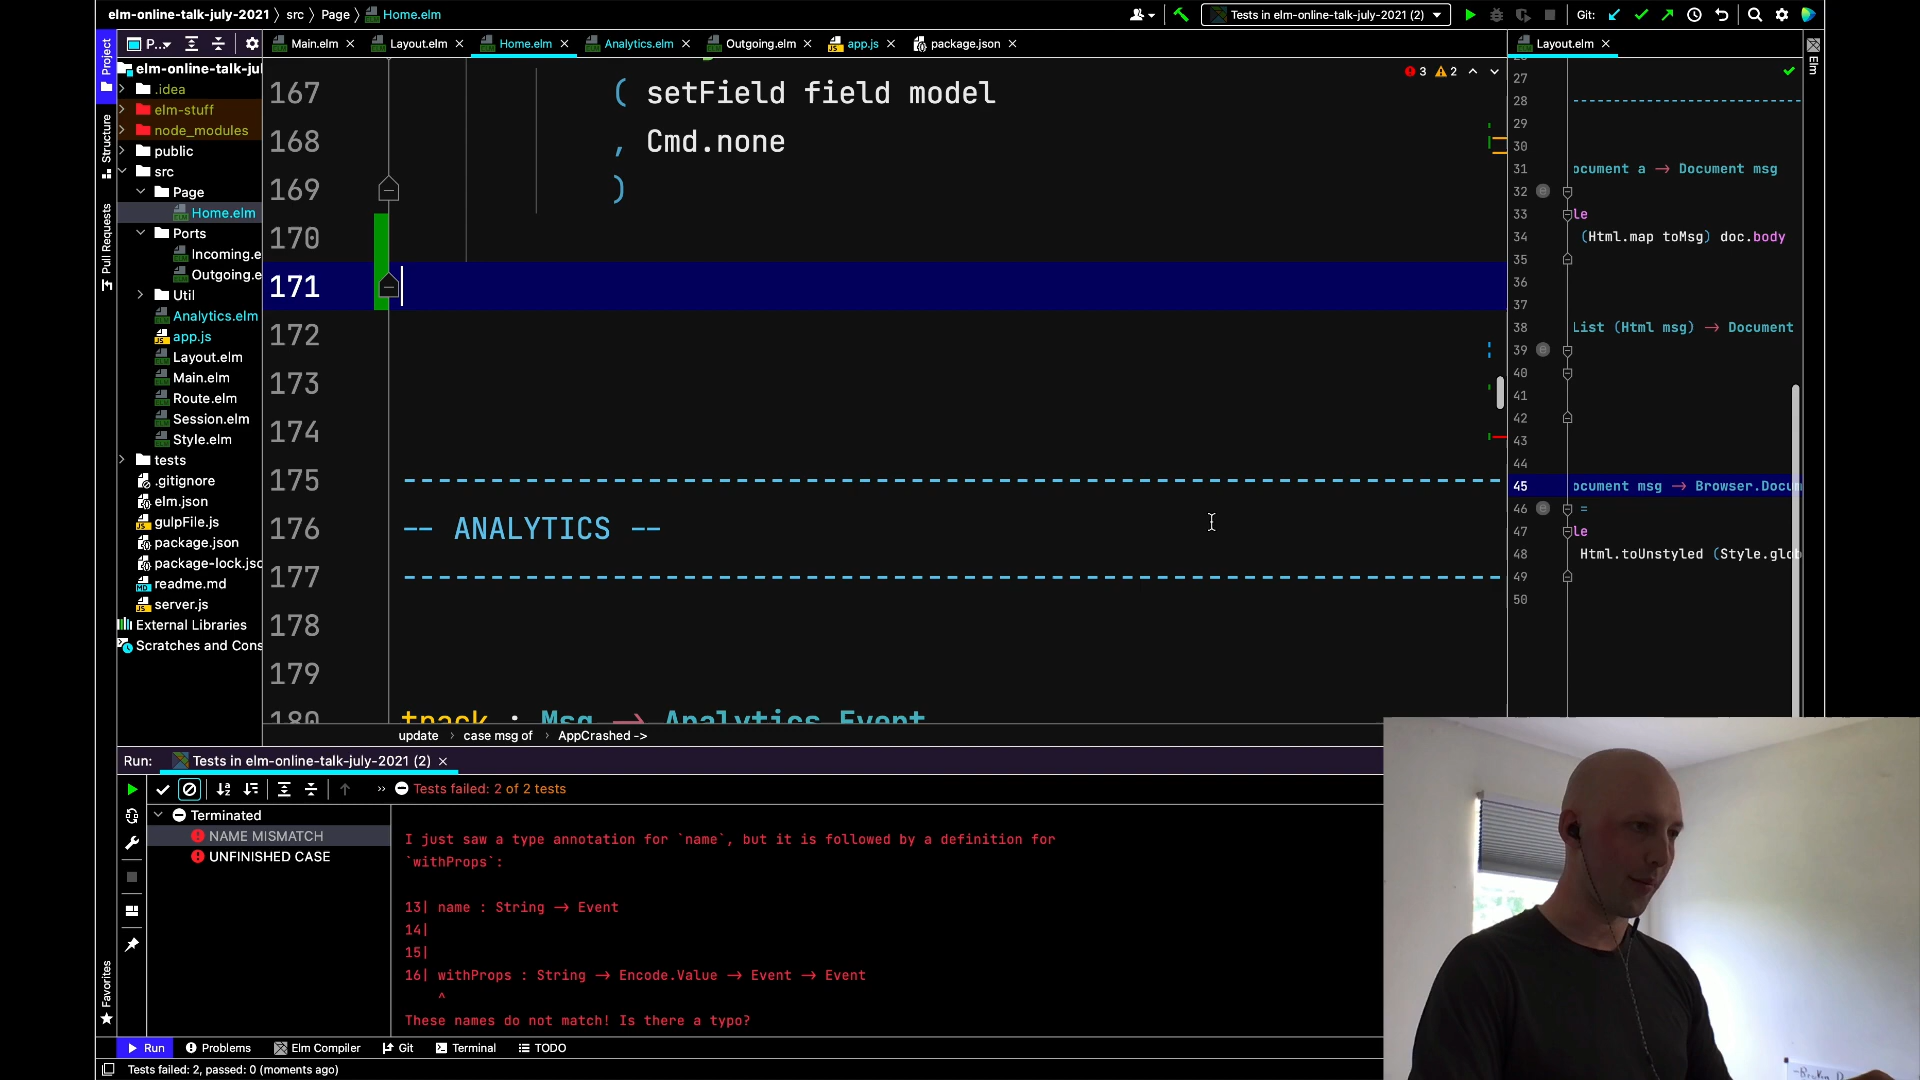 elm-online-talk-july-2021 〉 src 〉 Page 〉 Home.elm
Tests in elm-online-talk-july-2021 (2)
Git:
Project
P...
Main.elm
Layout.elm
Home.elm
Analytics.elm
Outgoing.elm
app.js
package.json
Layout.elm
Elm
elm-online-talk-jul
.idea
elm-stuff
node_modules
public
src
Page
Home.elm
Ports
Incoming.e
Outgoing.e
Util
Analytics.elm
app.js
Layout.elm
Main.elm
Route.elm
Session.elm
Style.elm
tests
.gitignore
elm.json
gulpFile.js
package.json
package-lock.jsc
readme.md
server.js
External Libraries
Scratches and Cons
Structure
Pull Requests
Favorites
3 2
167 ( setField field model
168 , Cmd.none
169 )
170
171
172
173
174
175 ----------------------------------------------------------------
176 -- ANALYTICS --
177 ----------------------------------------------------------------
178
179
180 track : Msg → Analytics.Event
update 〉 case msg of 〉 AppCrashed ->
27
28 --------------------------
29
30
31 ocument a → Document msg
32
33 le
34 (Html.map toMsg) doc.body
35
36
37
38 List (Html msg) → Document
39
40
41
42
43
44
45 ocument msg → Browser.Docum
46 =
47 le
48 Html.toUnstyled (Style.glob
49
50
Run: Tests in elm-online-talk-july-2021 (2)
Tests failed: 2 of 2 tests
Terminated
NAME MISMATCH
UNFINISHED CASE
I just saw a type annotation for `name`, but it is followed by a definition for
`withProps`:
13| name : String → Event
14|
15|
16| withProps : String → Encode.Value → Event → Event
^
These names do not match! Is there a typo?
Run Problems Elm Compiler Git Terminal TODO
Tests failed: 2, passed: 0 (moments ago)